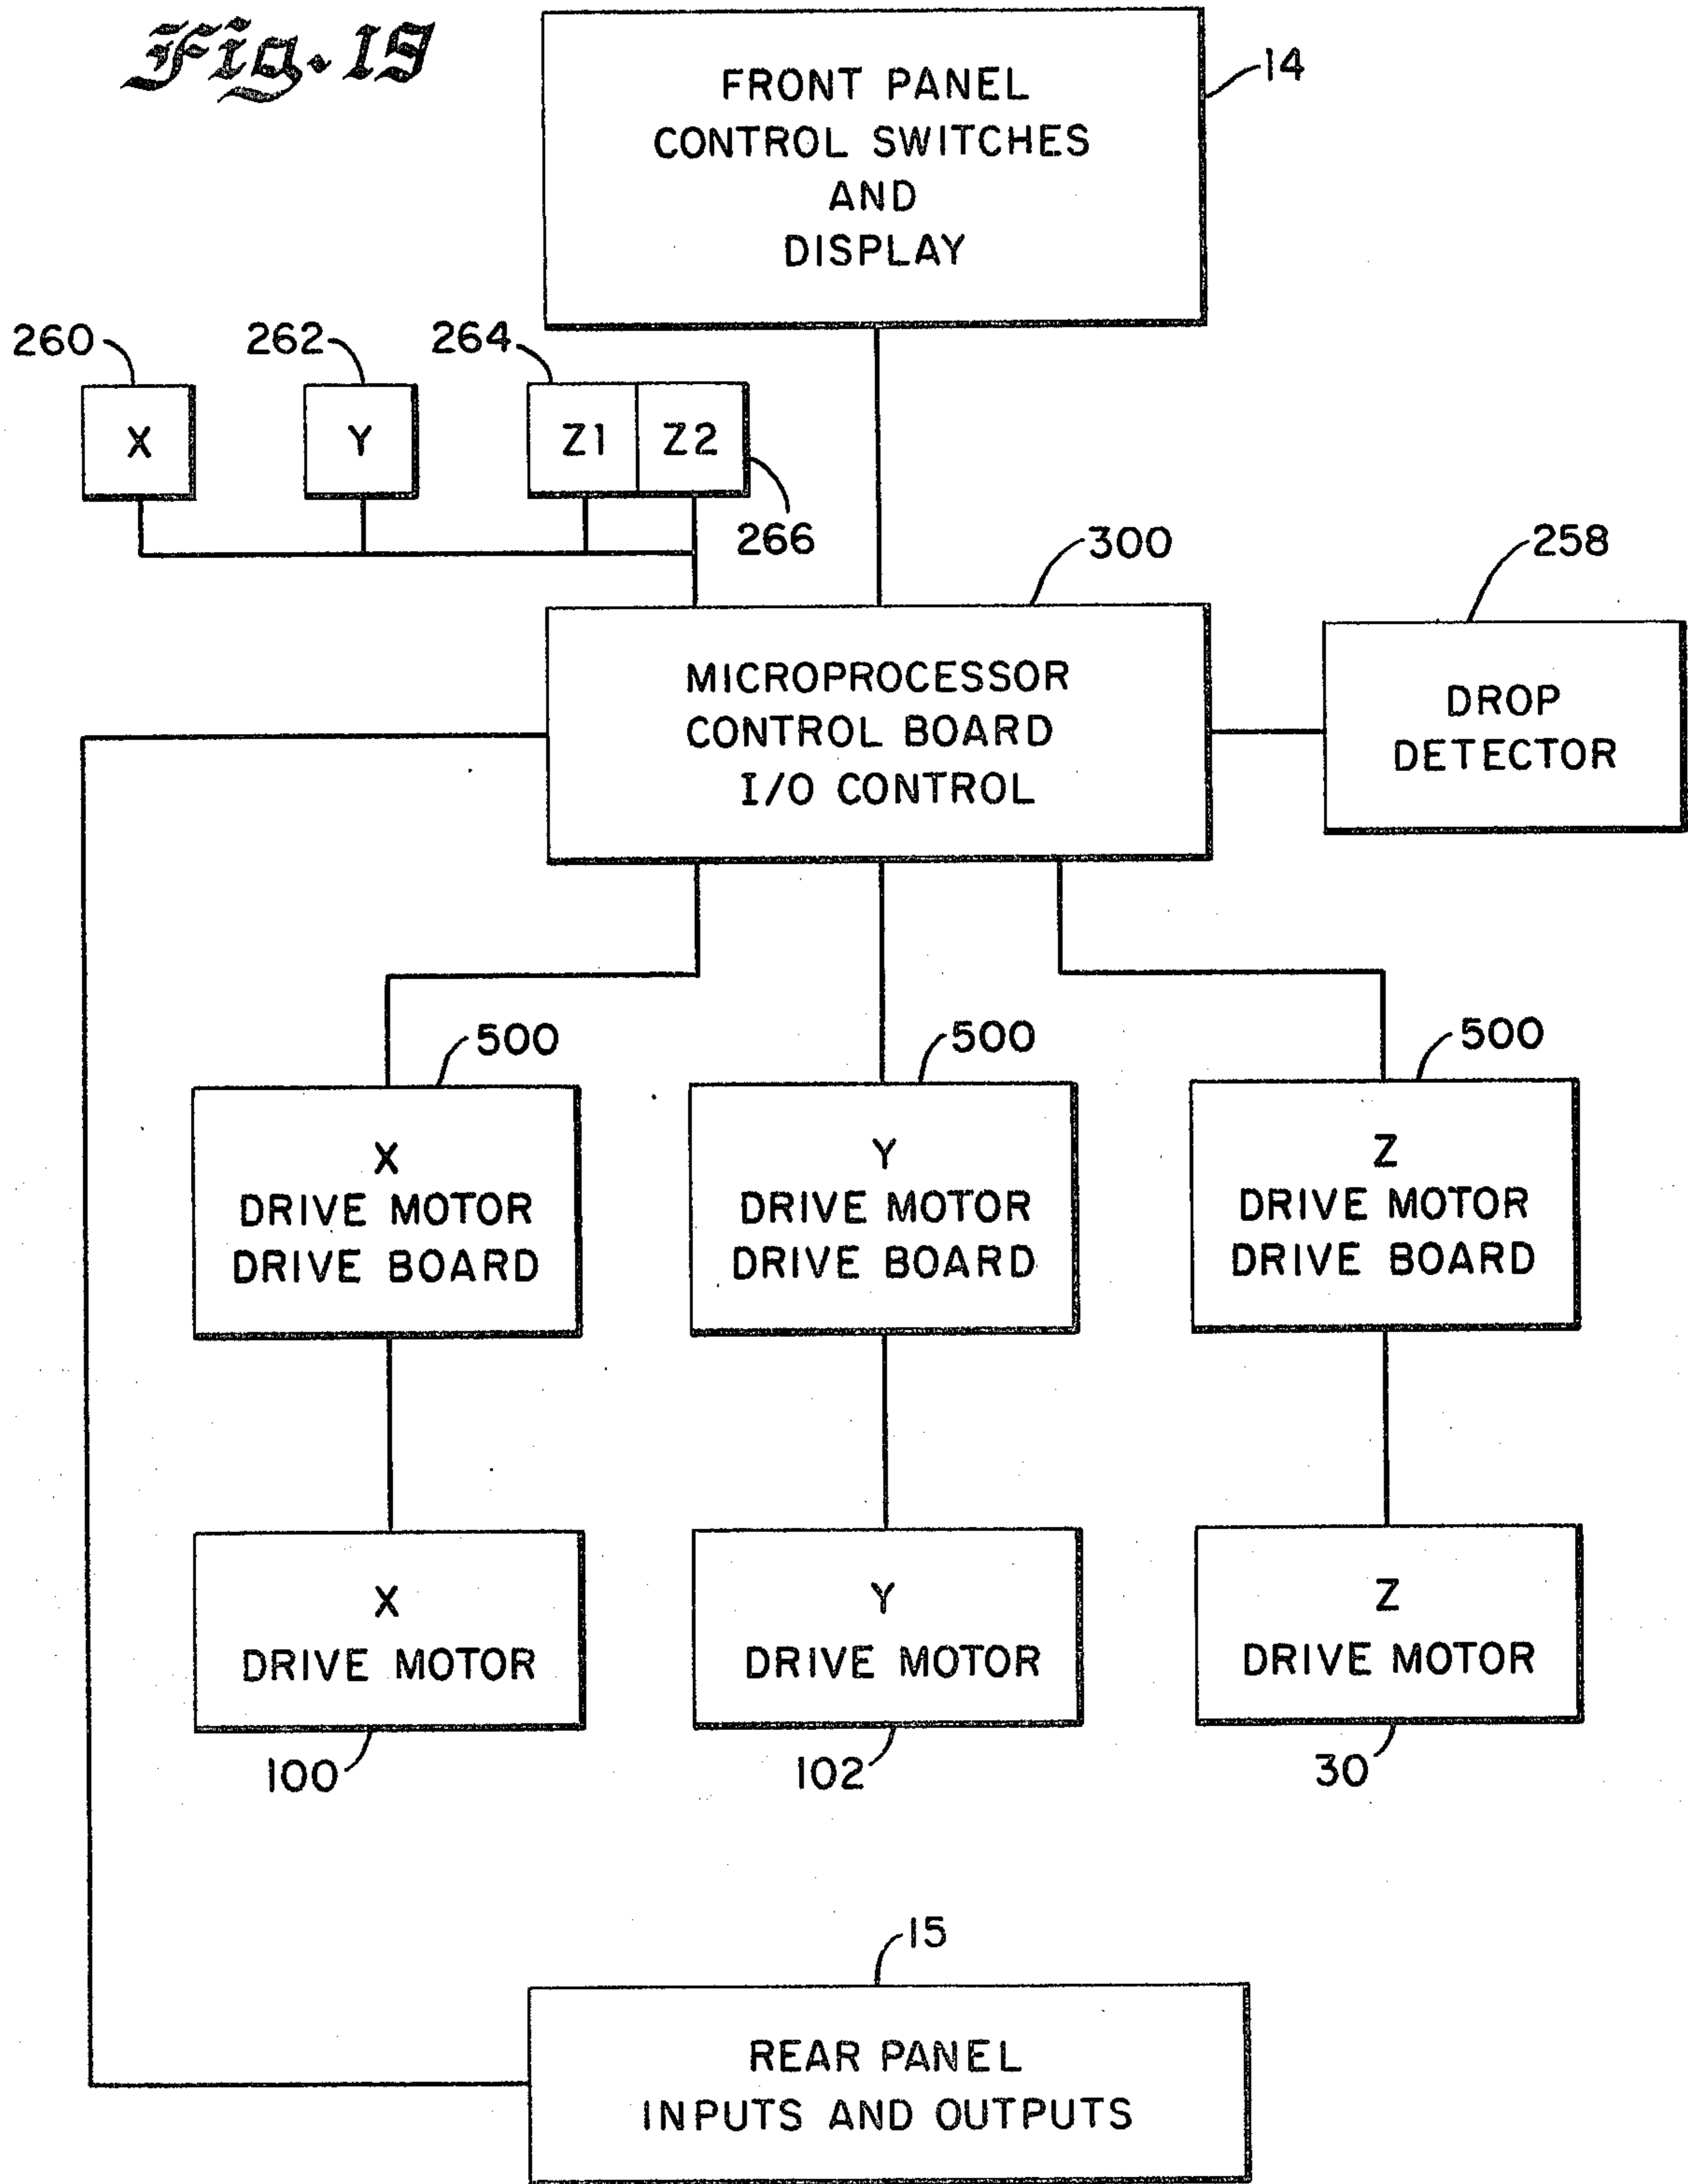 Fig. 19
FRONT PANEL
CONTROL SWITCHES
AND
DISPLAY
14
260
262
264
X
Y
Z1
Z2
266
300
258
MICROPROCESSOR
CONTROL BOARD
I/O CONTROL
DROP
DETECTOR
500
500
500
X
DRIVE MOTOR
DRIVE BOARD
Y
DRIVE MOTOR
DRIVE BOARD
Z
DRIVE MOTOR
DRIVE BOARD
X
DRIVE MOTOR
Y
DRIVE MOTOR
Z
DRIVE MOTOR
100
102
30
15
REAR PANEL
INPUTS AND OUTPUTS